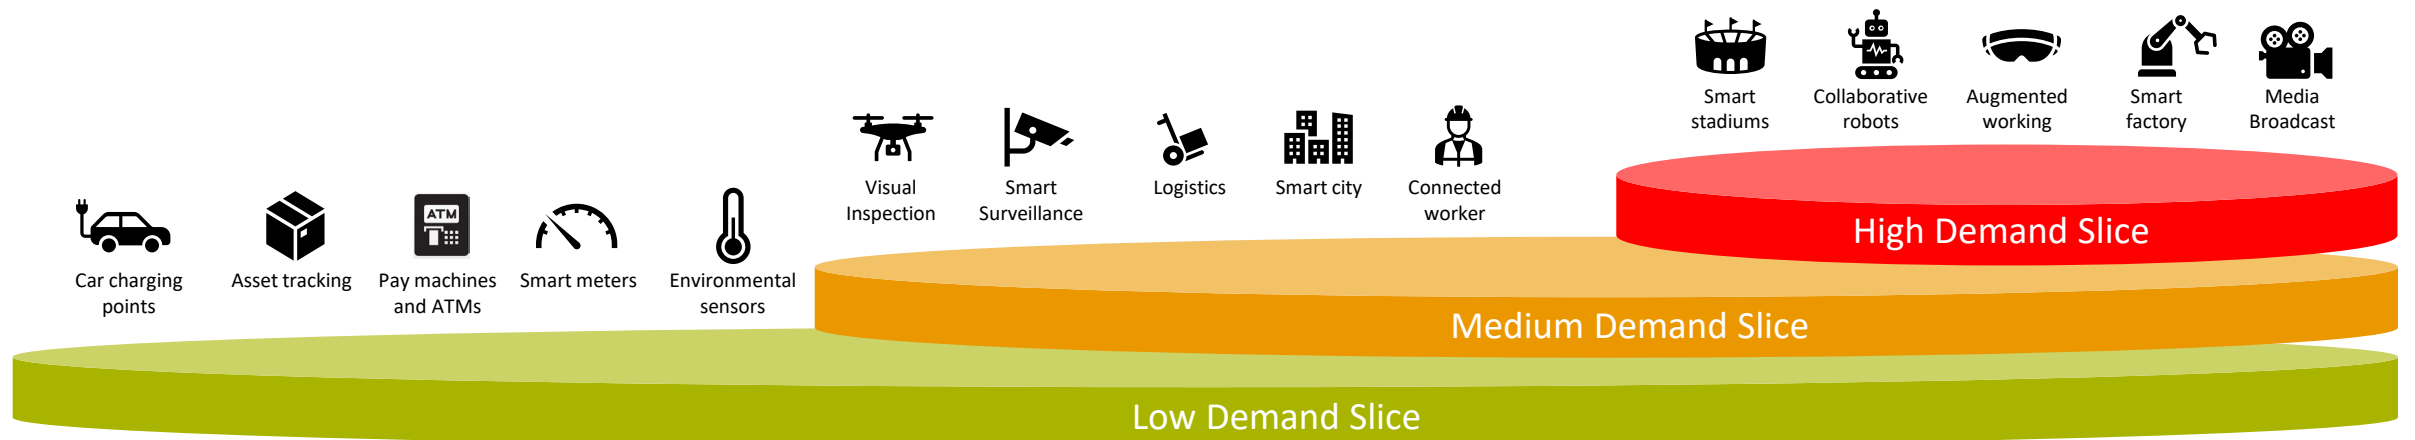 Smart
stadiums
Collaborative
robots
Augmented
working
Smart
factory
Media
Broadcast
High Demand Slice
Visual
Inspection
Smart
Surveillance
Logistics
Smart city
Connected
worker
Medium Demand Slice
Car charging
points
Asset tracking
ATM
Pay machines
and ATMs
Smart meters
Environmental
sensors
Low Demand Slice